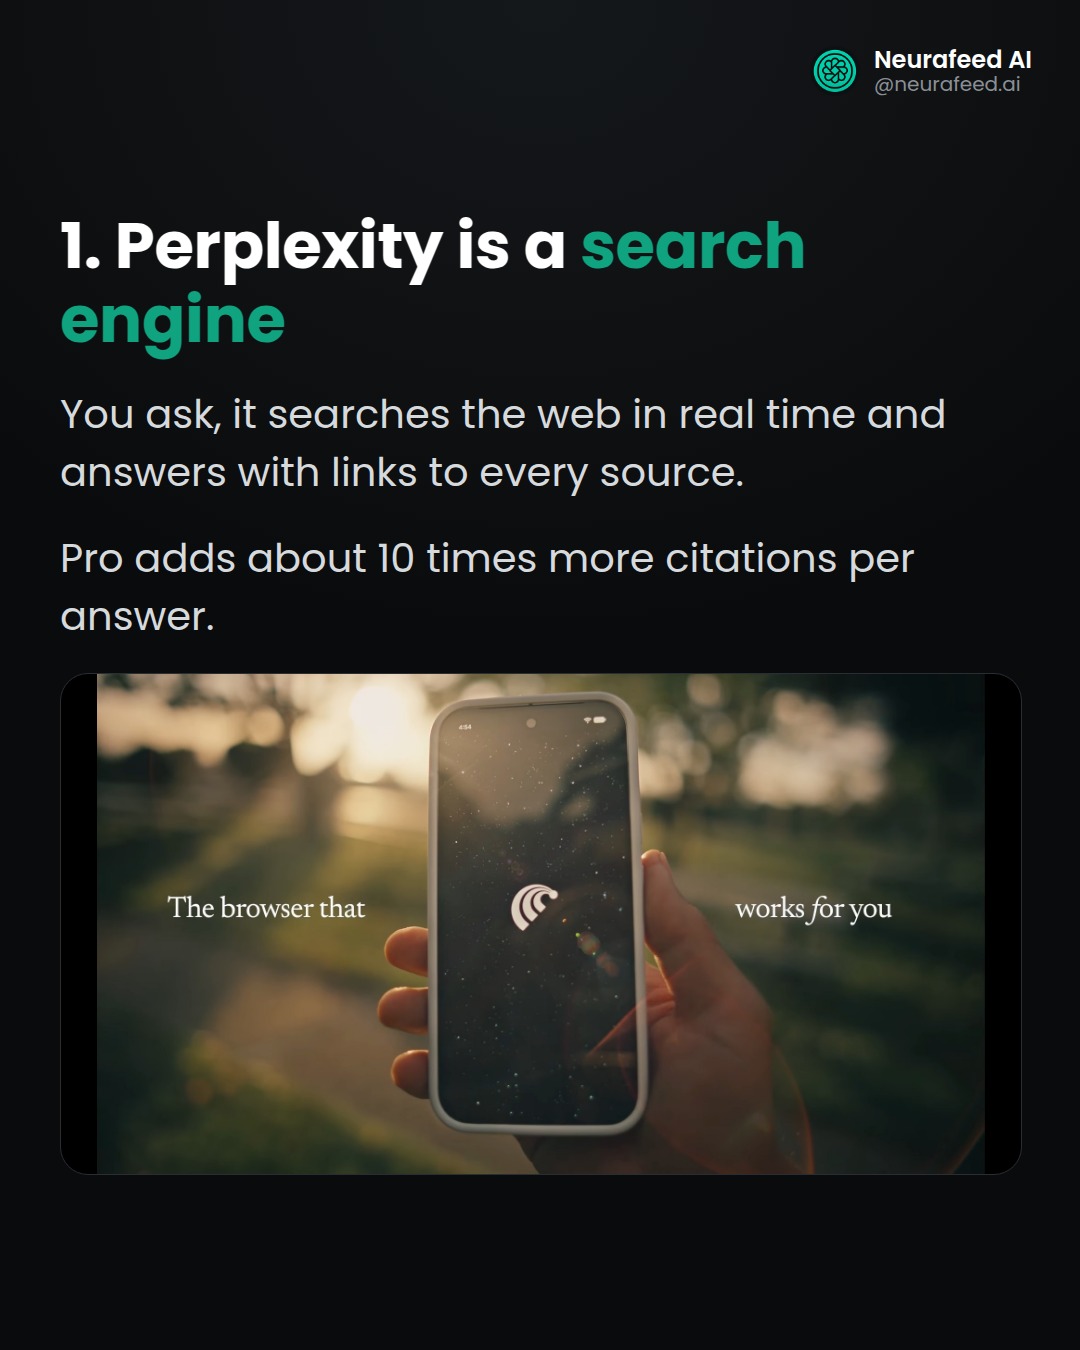 Neurafeed AI
@neurafeed.ai
1. Perplexity is a search
engine
You ask, it searches the web in real time and
answers with links to every source.
Pro adds about 10 times more citations per
answer.
4:54
The browser that
works for you